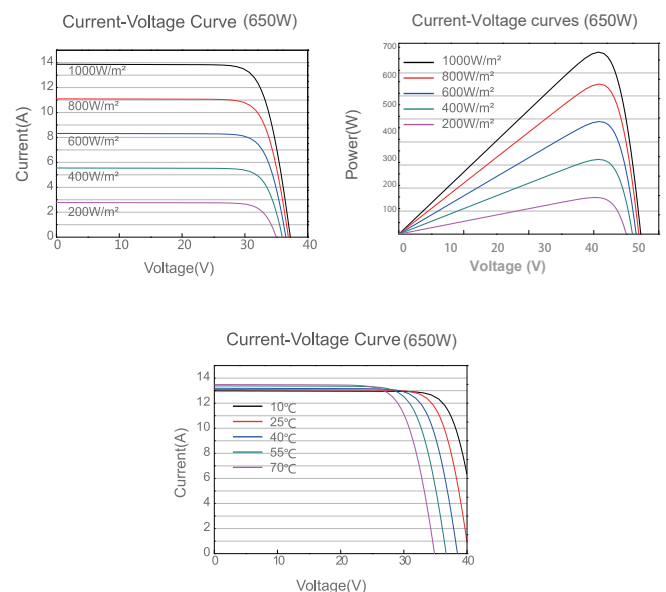 Current-Voltage Curve (650W)
14
12
10
8
6
4
2
0
1000W/m²
800W/m²
600W/m²
400W/m²
200W/m²
Current(A)
0
10
20
30
40
Voltage(V)
Current-Voltage curves (650W)
700
600
500
400
300
200
100
1000W/m²
800W/m²
600W/m²
400W/m²
200W/m²
Power(W)
0
10
20
30
40
50
Voltage (V)
Current-Voltage Curve (650W)
14
12
10
8
6
4
2
0
10℃
25℃
40℃
55℃
70℃
Current(A)
0
10
20
30
40
Voltage(V)